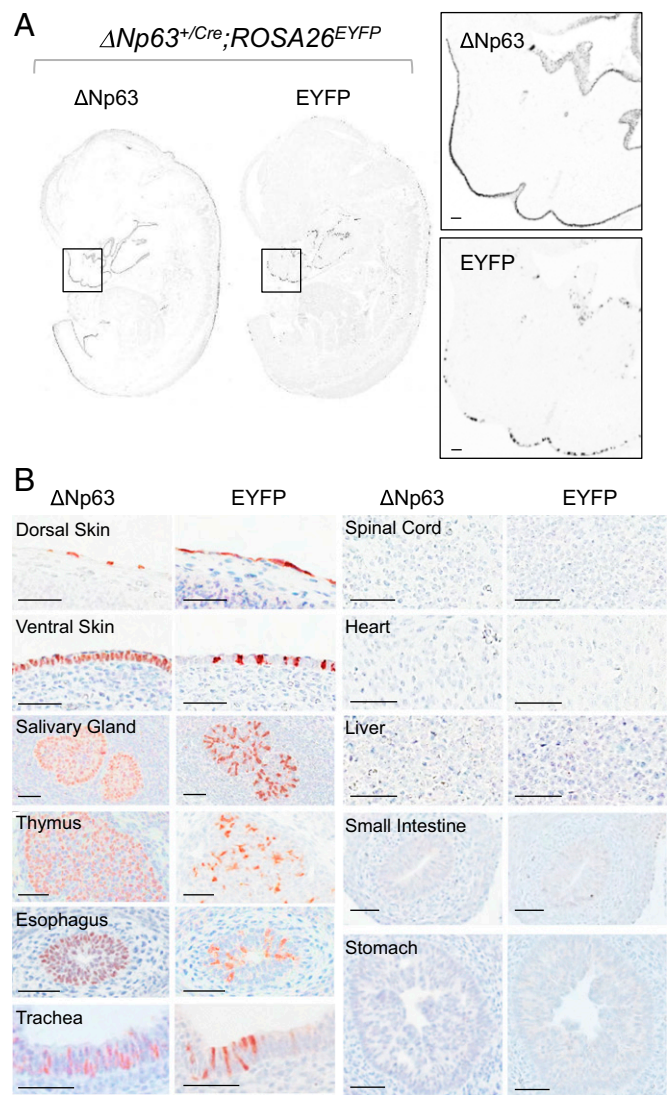 A
ΔNp63+/Cre;ROSA26EYFP
ΔNp63
EYFP
ΔNp63
EYFP
B
ΔNp63
EYFP
ΔNp63
EYFP
Dorsal Skin
Spinal Cord
Ventral Skin
Heart
Salivary Gland
Liver
Thymus
Small Intestine
Esophagus
Stomach
Trachea